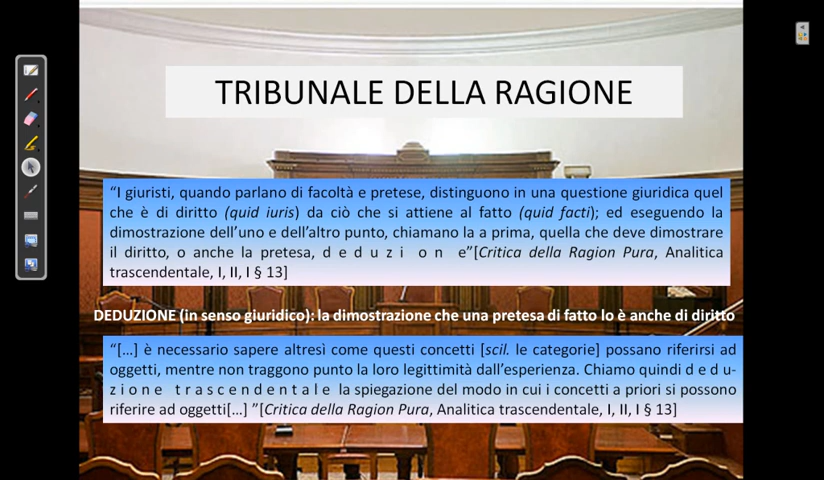 TRIBUNALE DELLA RAGIONE
“I giuristi, quando parlano di facoltà e pretese, distinguono in una questione giuridica quel
che è di diritto (quid iuris) da ciò che si attiene al fatto (quid facti); ed eseguendo la
dimostrazione dell’uno e dell’altro punto, chiamano la a prima, quella che deve dimostrare
il diritto, o anche la pretesa, d e d u z i o n e”[Critica della Ragion Pura, Analitica
trascendentale, I, II, I § 13]
DEDUZIONE (in senso giuridico): la dimostrazione che una pretesa di fatto lo è anche di diritto
“[…] è necessario sapere altresì come questi concetti [scil. le categorie] possano riferirsi ad
oggetti, mentre non traggono punto la loro legittimità dall’esperienza. Chiamo quindi d e d u-
z i o n e t r a s c e n d e n t a l e la spiegazione del modo in cui i concetti a priori si possono
riferire ad oggetti[…] ”[Critica della Ragion Pura, Analitica trascendentale, I, II, I § 13]